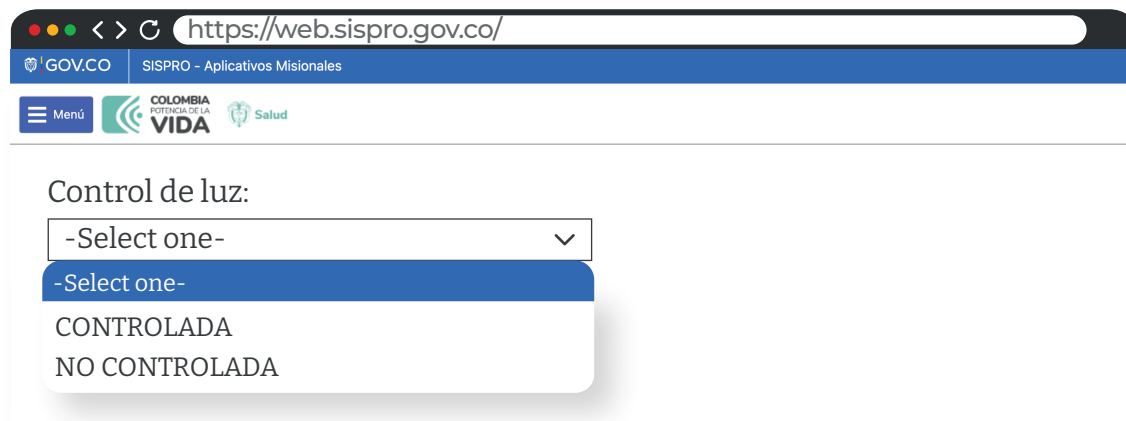 https://web.sispro.gov.co/
GOV.CO SISPRO - Aplicativos Misionales
Menú
COLOMBIA
POTENCIA DE LA
VIDA
Salud
Control de luz:
-Select one-
-Select one-
CONTROLADA
NO CONTROLADA